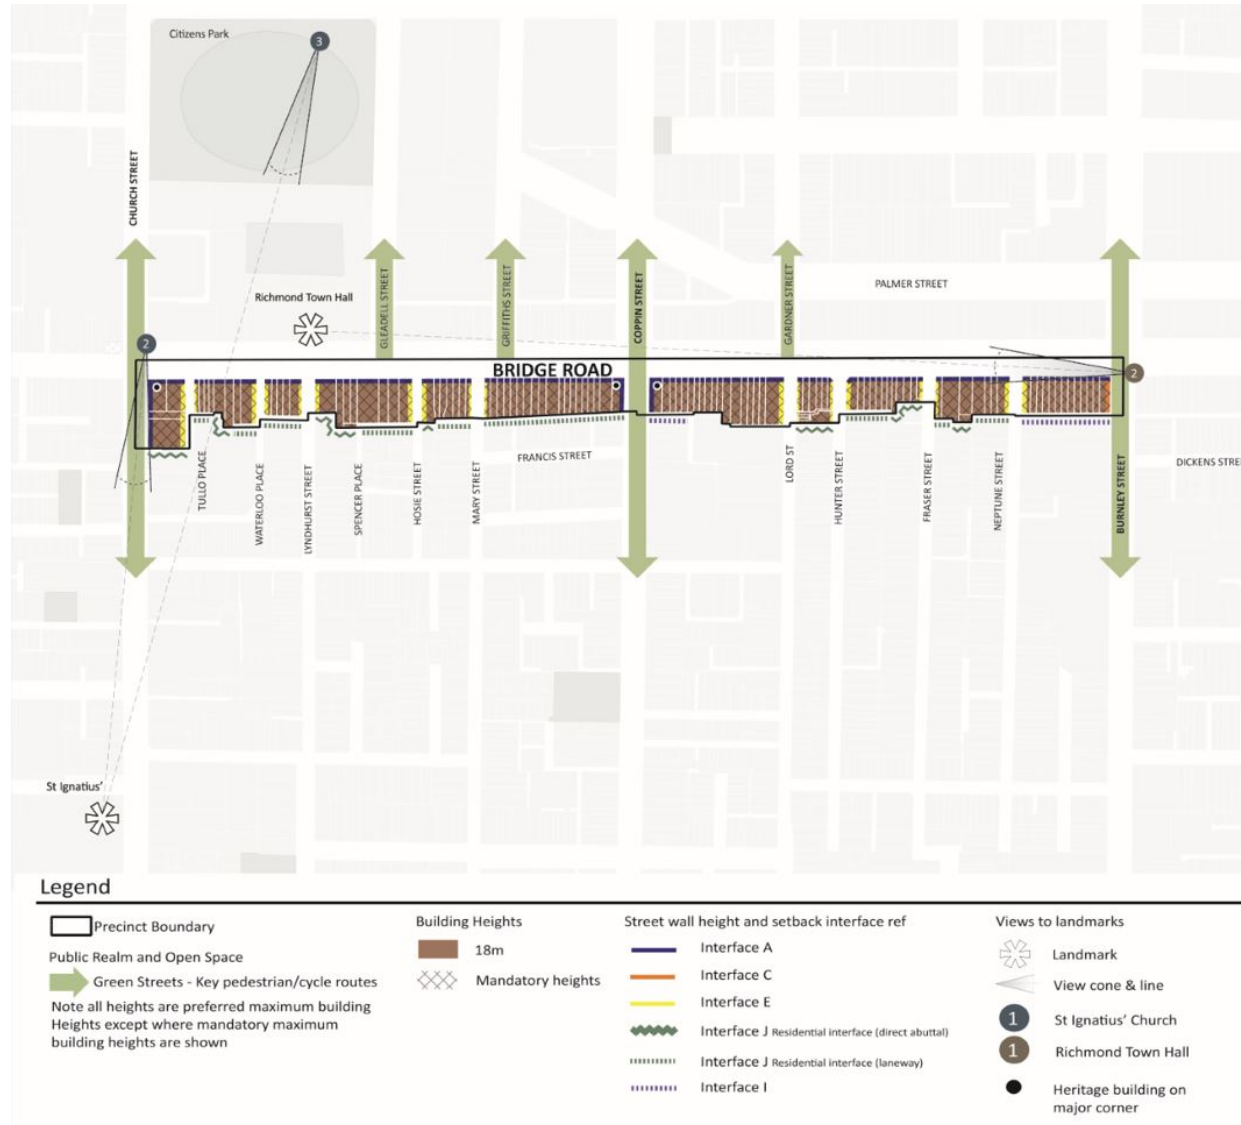 Citizens Park
3
CHURCH STREET
Richmond Town Hall
GLEADELL STREET
GRIFFITHS STREET
COPPIN STREET
GARDNER STREET
PALMER STREET
2
BRIDGE ROAD
2
TULLO PLACE
WATERLOO PLACE
LYNDHURST STREET
SPENCER PLACE
HOSIE STREET
MARY STREET
FRANCIS STREET
LORD ST
HUNTER STREET
FRASER STREET
NEPTUNE STREET
BURNLEY STREET
DICKENS STREE
St Ignatius'
Legend
Precinct Boundary
Public Realm and Open Space
Green Streets - Key pedestrian/cycle routes
Note all heights are preferred maximum building
Heights except where mandatory maximum
building heights are shown
Building Heights
18m
Mandatory heights
Street wall height and setback interface ref
Interface A
Interface C
Interface E
Interface J Residential interface (direct abuttal)
Interface J Residential interface (laneway)
Interface I
Views to landmarks
Landmark
View cone & line
1 St Ignatius' Church
1 Richmond Town Hall
Heritage building on
major corner